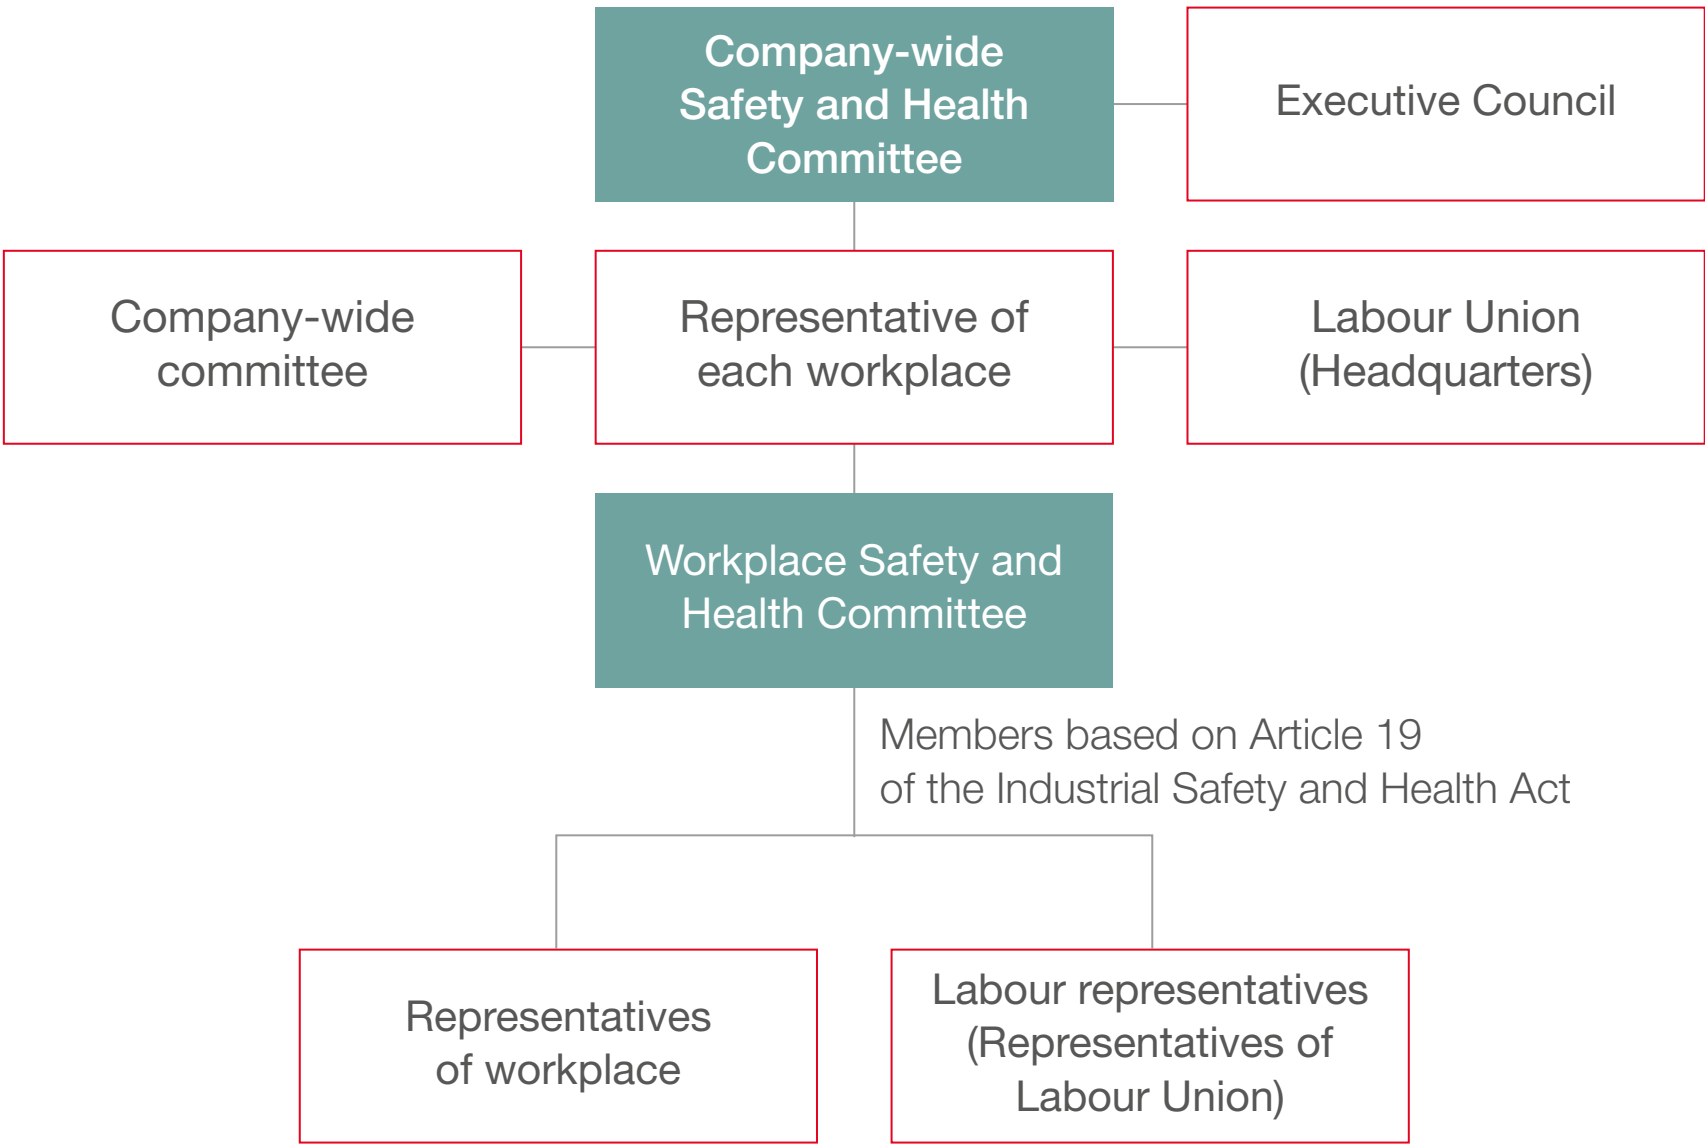 Company-wide
Safety and Health
Committee
Executive Council
Company-wide
committee
Representative of
each workplace
Labour Union
(Headquarters)
Workplace Safety and
Health Committee
Members based on Article 19
of the Industrial Safety and Health Act
Representatives
of workplace
Labour representatives
(Representatives of
Labour Union)